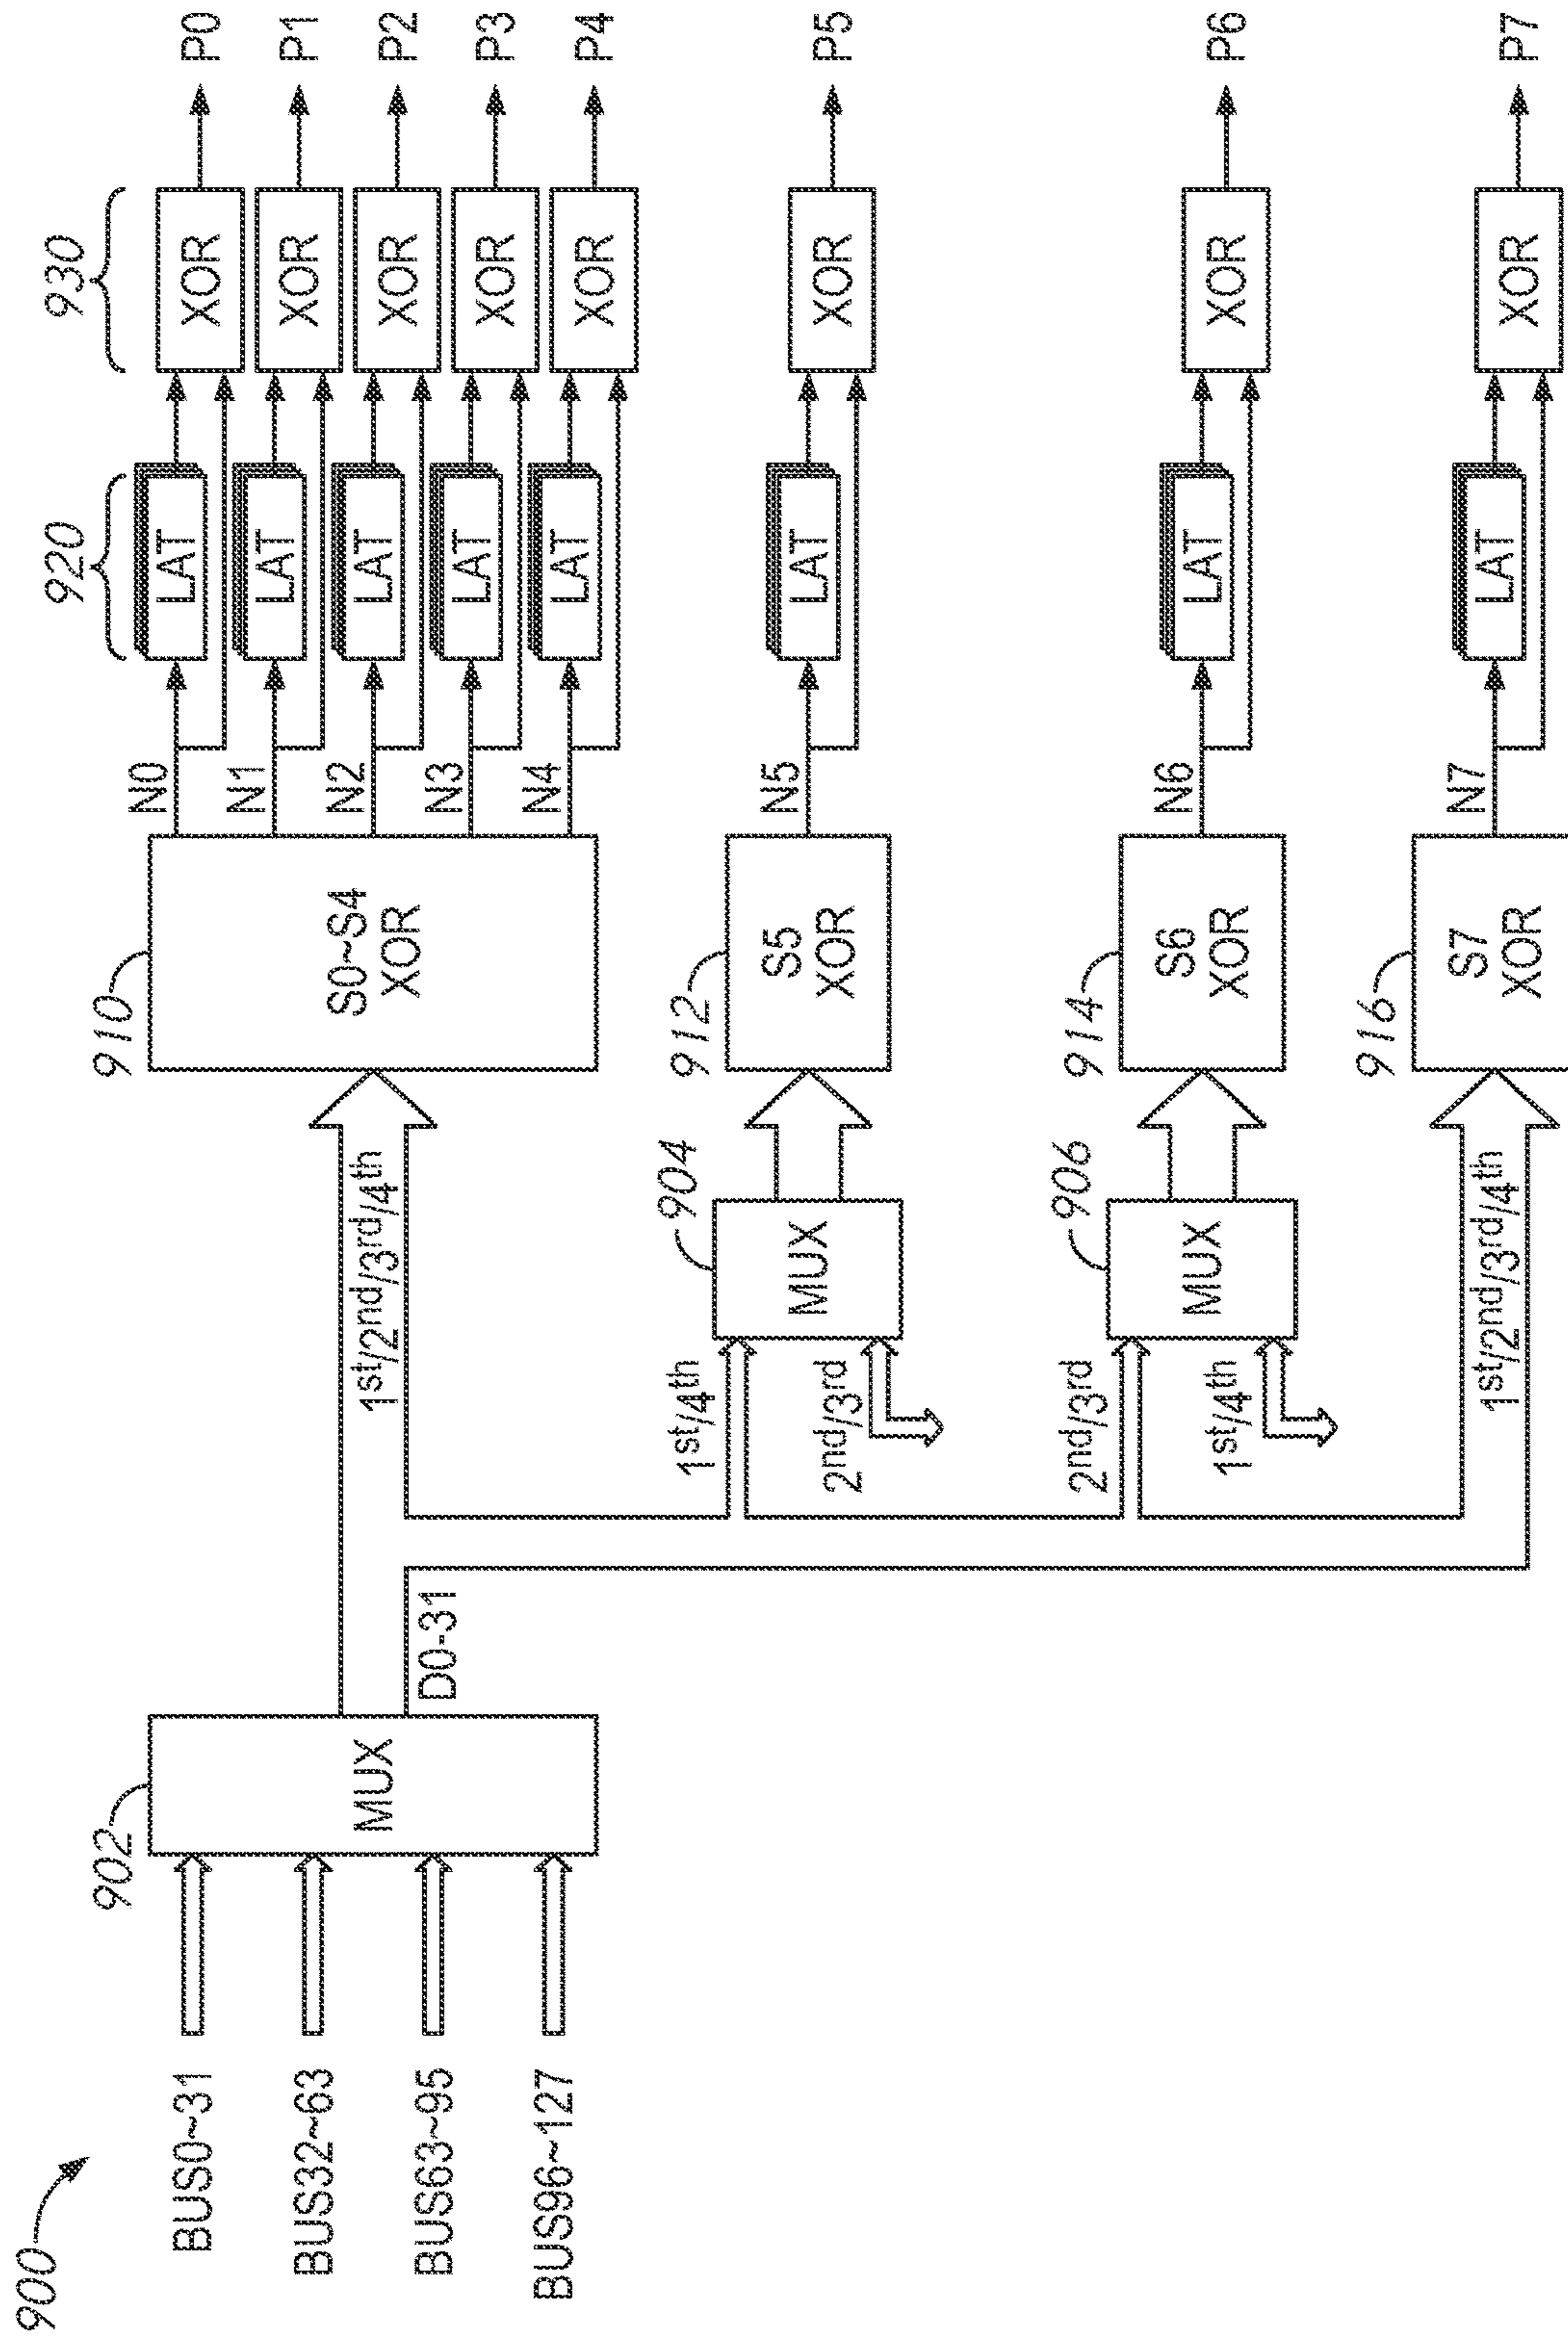 900
BUS0~31
BUS32~63
BUS63~95
BUS96~127
902
MUX
D0-31
1st/2nd/3rd/4th
910
S0~S4
XOR
N0
N1
N2
N3
N4
920
LAT
LAT
LAT
LAT
LAT
930
XOR
XOR
XOR
XOR
XOR
P0
P1
P2
P3
P4
1st/4th
2nd/3rd
904
MUX
912
S5
XOR
N5
LAT
XOR
P5
2nd/3rd
1st/4th
906
MUX
914
S6
XOR
N6
LAT
XOR
P6
1st/2nd/3rd/4th
916
S7
XOR
N7
LAT
XOR
P7